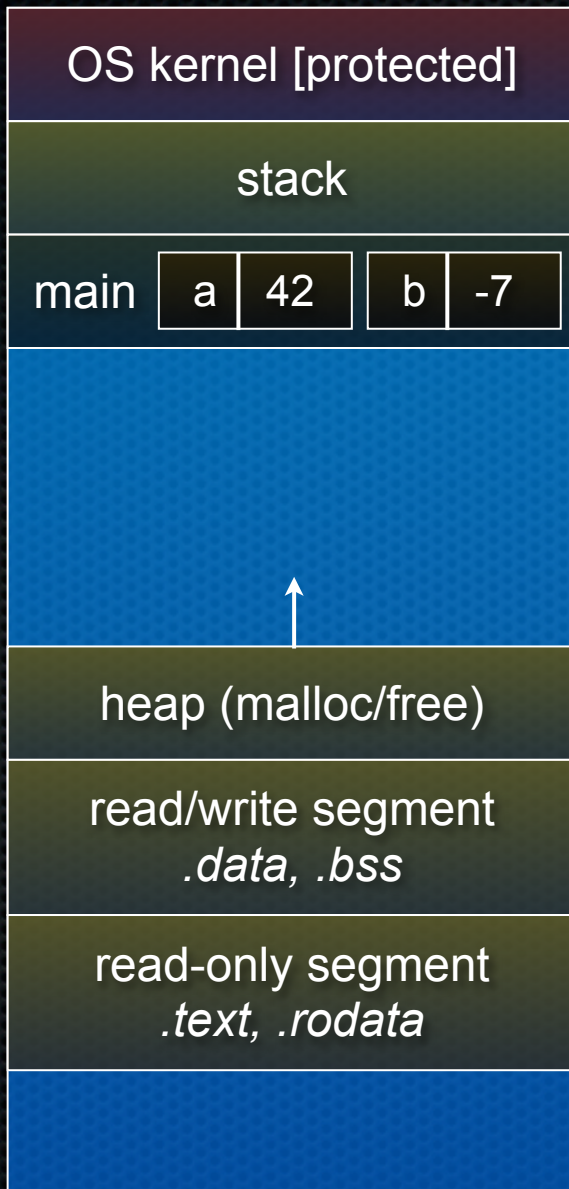 OS kernel [protected]
stack
main a 42 b -7
heap (malloc/free)
read/write segment
.data, .bss
read-only segment
.text, .rodata